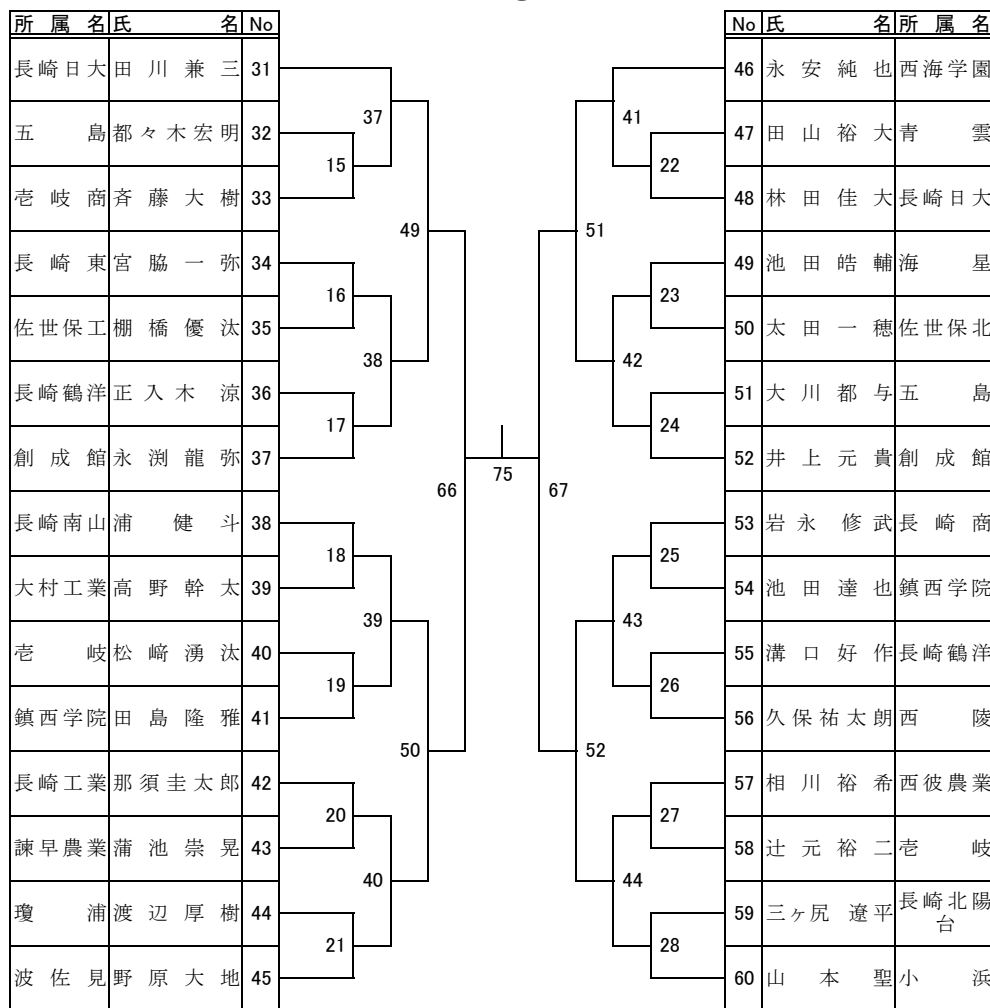 所属名 氏名 No
長崎日大 田川兼三 31
五島 都々木宏明 32
壱岐商 斉藤大樹 33
長崎東 宮脇一弥 34
佐世保工 棚橋優汰 35
長崎鶴洋 正入木涼 36
創成館 永渕龍弥 37
長崎南山 浦健斗 38
大村工業 高野幹太 39
壱岐 松﨑湧汰 40
鎮西学院 田島隆雅 41
長崎工業 那須圭太郎 42
諫早農業 蒲池崇晃 43
瓊浦 渡辺厚樹 44
波佐見 野原大地 45
37
15
49
16
38
17
66
18
39
19
50
20
40
21
75
67
41
22
51
23
42
24
25
43
26
52
27
44
28
No 氏名 所属名
46 永安純也 西海学園
47 田山裕大 青雲
48 林田佳大 長崎日大
49 池田皓輔 海星
50 太田一穂 佐世保北
51 大川都与 五島
52 井上元貴 創成館
53 岩永修武 長崎商
54 池田達也 鎮西学院
55 溝口好作 長崎鶴洋
56 久保祐太朗 西陵
57 相川裕希 西彼農業
58 辻元裕二 壱岐
59 三ヶ尻遼平 長崎北陽台
60 山本聖 小浜